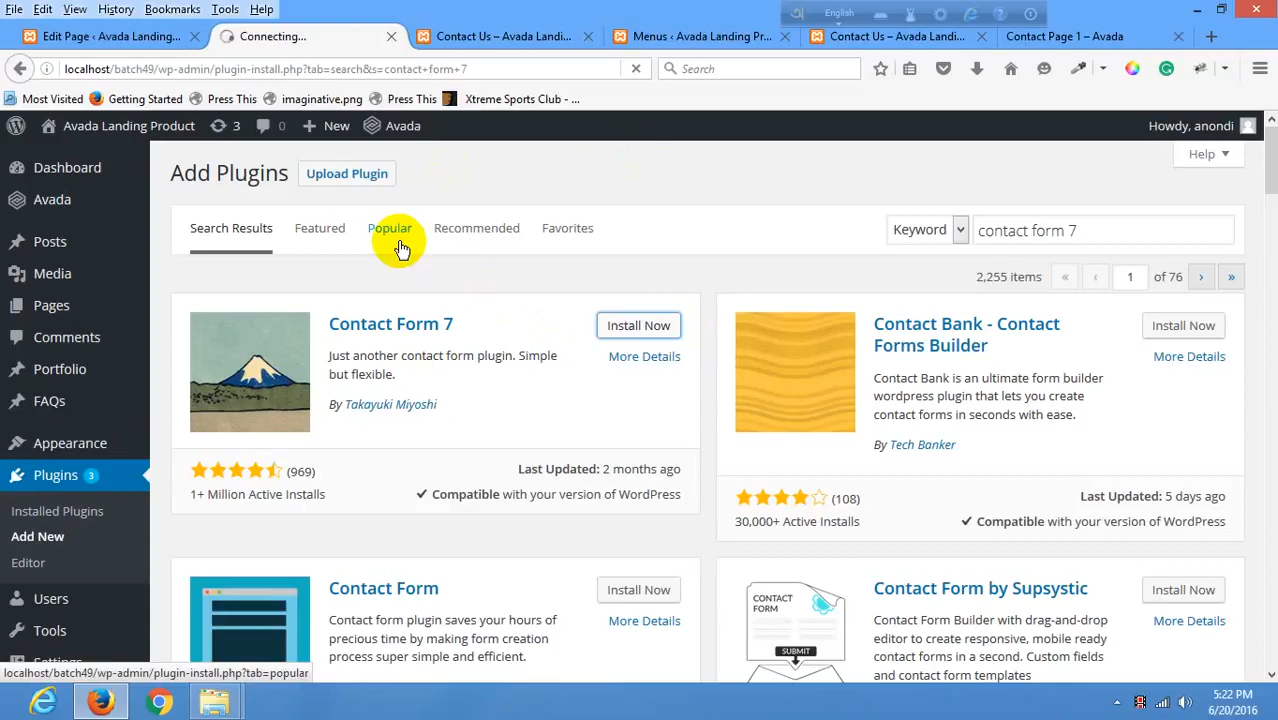 File Edit View History Bookmarks Tools Help
English
Edit Page ‹ Avada Landing...
Connecting...
Contact Us – Avada Landi...
Menus ‹ Avada Landing Pr...
Contact Us – Avada Landi...
Contact Page 1 – Avada
localhost/batch49/wp-admin/plugin-install.php?tab=search&s=contact+form+7
Search
Most Visited Getting Started Press This imaginative.png Press This Xtreme Sports Club - ...
Avada Landing Product 3 0 New Avada Howdy, anondi
Dashboard
Avada
Posts
Media
Pages
Comments
Portfolio
FAQs
Appearance
Plugins 3
Installed Plugins
Add New
Editor
Users
Tools
Settings
Help
Add Plugins Upload Plugin
Search Results Featured Popular Recommended Favorites Keyword contact form 7
2,255 items « ‹ 1 of 76 › »
Contact Form 7
Install Now
More Details
Just another contact form plugin. Simple
but flexible.
By Takayuki Miyoshi
(969)
Last Updated: 2 months ago
1+ Million Active Installs
Compatible with your version of WordPress
Contact Bank - Contact
Forms Builder
Install Now
More Details
Contact Bank is an ultimate form builder
wordpress plugin that lets you create
contact forms in seconds with ease.
By Tech Banker
(108)
Last Updated: 5 days ago
30,000+ Active Installs
Compatible with your version of WordPress
Contact Form
Install Now
More Details
Contact form plugin saves your hours of
precious time by making form creation
process super simple and efficient.
CONTACT
FORM
SUBMIT
Contact Form by Supsystic
Install Now
More Details
Contact Form Builder with drag-and-drop
editor to create responsive, mobile ready
contact forms in a second. Custom fields
and contact form templates
localhost/batch49/wp-admin/plugin-install.php?tab=popular
5:22 PM
6/20/2016